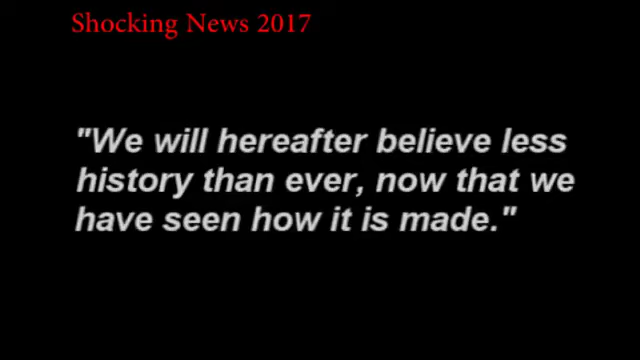 Shocking News 2017
"We will hereafter believe less
history than ever, now that we
have seen how it is made."